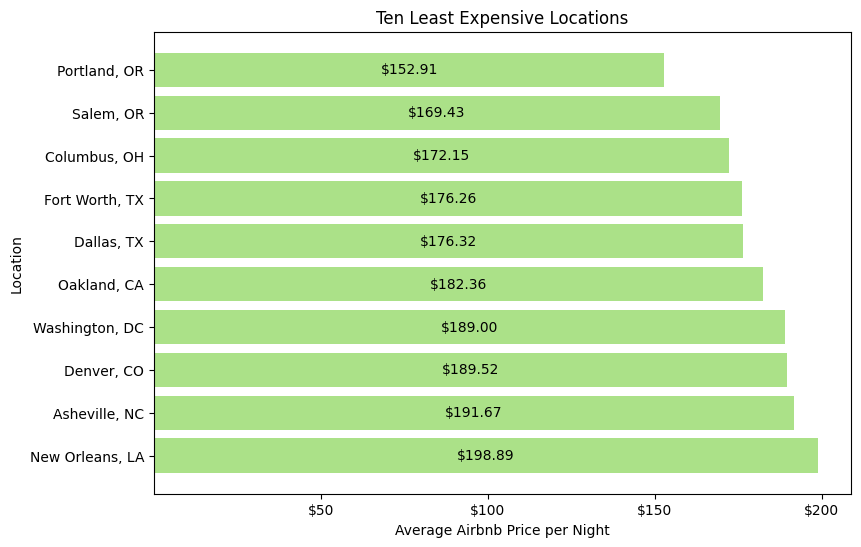 Ten Least Expensive Locations
Portland, OR $152.91
Salem, OR $169.43
Columbus, OH $172.15
Fort Worth, TX $176.26
Dallas, TX $176.32
Oakland, CA $182.36
Washington, DC $189.00
Denver, CO $189.52
Asheville, NC $191.67
New Orleans, LA $198.89
Location
$50 $100 $150 $200
Average Airbnb Price per Night